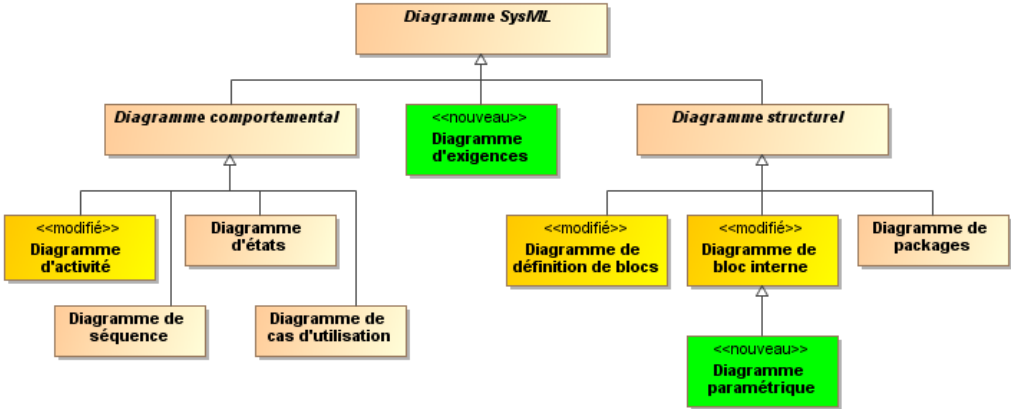 Diagramme SysML
Diagramme comportemental
<<nouveau>>
Diagramme
d'exigences
Diagramme structurel
<<modifié>>
Diagramme
d'activité
Diagramme
d'états
<<modifié>>
Diagramme de
définition de blocs
<<modifié>>
Diagramme de
bloc interne
Diagramme de
packages
Diagramme de
séquence
Diagramme de
cas d'utilisation
<<nouveau>>
Diagramme
paramétrique